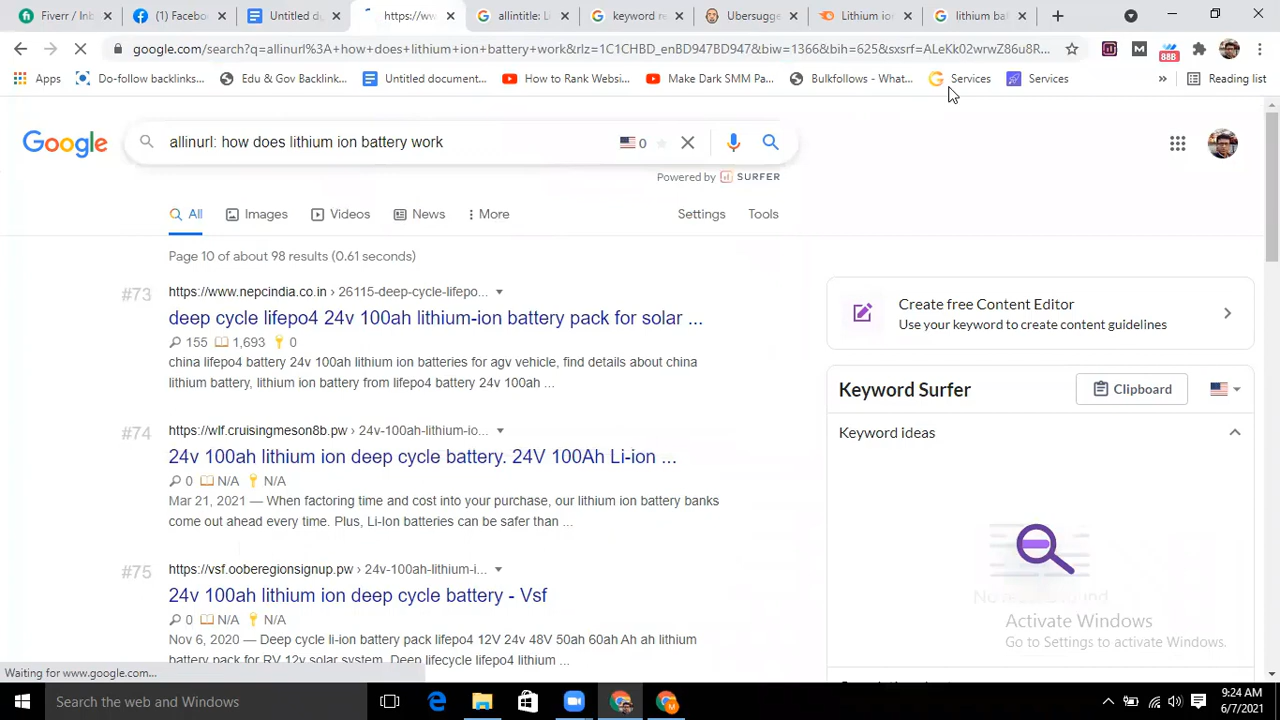 Fiverr / Inb
(1) Facebook
Untitled d
https://ww
allintitle: Li
keyword re
Ubersugge
Lithium io
lithium ba
google.com/search?q=allinurl%3A+how+does+lithium+ion+battery+work&rlz=1C1CHBD_enBD947BD947&biw=1366&bih=625&sxsrf=ALeKk02wrwZ86u8R...
88B
Apps
Do-follow backlinks...
Edu & Gov Backlink...
Untitled document...
How to Rank Websi...
Make Dark SMM Pa...
Bulkfollows - What...
Services
Services
»
Reading list
Google
allinurl: how does lithium ion battery work
0
Powered by SURFER
All
Images
Videos
News
More
Settings
Tools
Page 10 of about 98 results (0.61 seconds)
#73
https://www.nepcindia.co.in › 26115-deep-cycle-lifepo...
deep cycle lifepo4 24v 100ah lithium-ion battery pack for solar ...
155 1,693 0
china lifepo4 battery 24v 100ah lithium ion batteries for agv vehicle, find details about china
lithium battery, lithium ion battery from lifepo4 battery 24v 100ah ...
#74
https://wlf.cruisingmeson8b.pw › 24v-100ah-lithium-io...
24v 100ah lithium ion deep cycle battery. 24V 100Ah Li-ion ...
0 N/A N/A
Mar 21, 2021 — When factoring time and cost into your purchase, our lithium ion battery banks
come out ahead every time. Plus, Li-Ion batteries can be safer than ...
#75
https://vsf.ooberegionsignup.pw › 24v-100ah-lithium-i...
24v 100ah lithium ion deep cycle battery - Vsf
0 N/A N/A
Nov 6, 2020 — Deep cycle li-ion battery pack lifepo4 12V 24v 48V 50ah 60ah Ah ah lithium
battery pack for RV 12v solar system. Deep lifecycle lifepo4 lithium ...
Create free Content Editor
Use your keyword to create content guidelines
Keyword Surfer
Clipboard
Keyword ideas
Activate Windows
Go to Settings to activate Windows.
Waiting for www.google.com...
Search the web and Windows
9:24 AM
6/7/2021